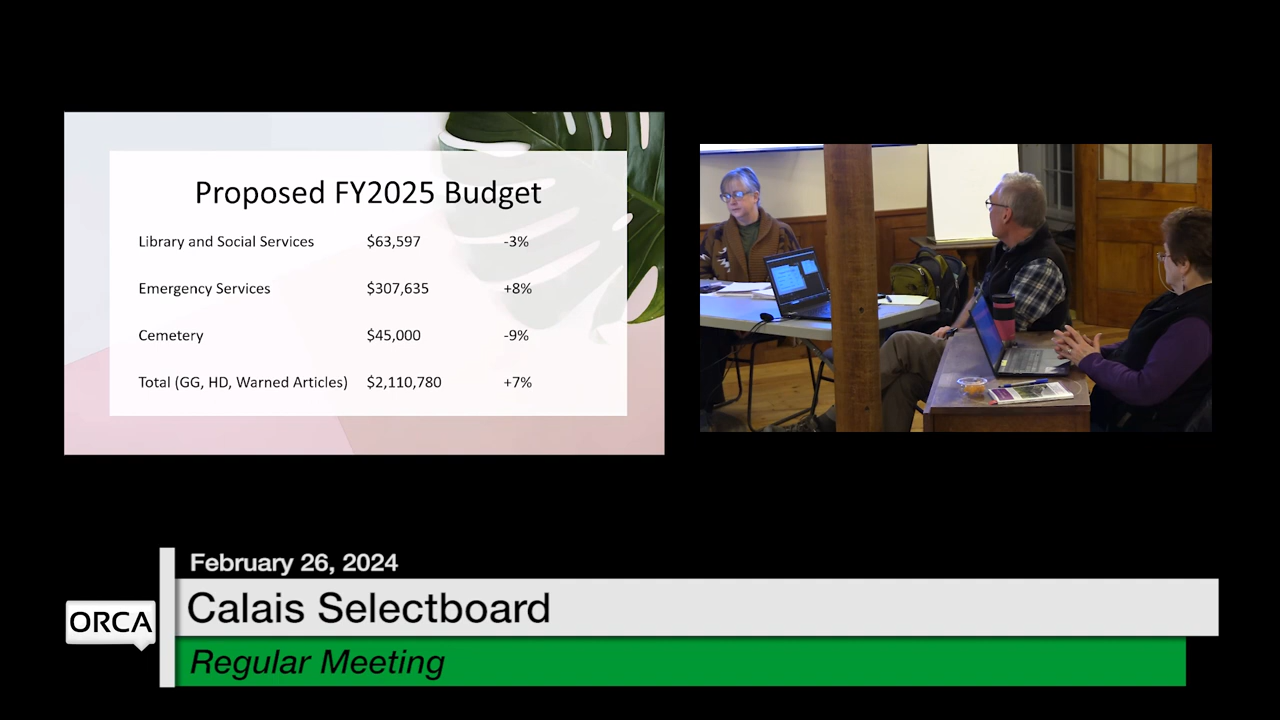 Proposed FY2025 Budget
Library and Social Services $63,597 -3%
Emergency Services $307,635 +8%
Cemetery $45,000 -9%
Total (GG, HD, Warned Articles) $2,110,780 +7%
February 26, 2024
Calais Selectboard
ORCA
Regular Meeting